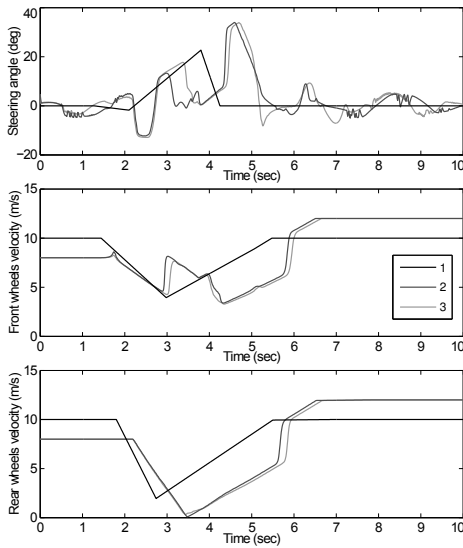 40
20
0
−20
Steering angle (deg)
0 1 2 3 4 5 6 7 8 9 10
Time (sec)
15
10
5
0
Front wheels velocity (m/s)
1
2
3
0 1 2 3 4 5 6 7 8 9 10
Time (sec)
15
10
5
0
Rear wheels velocity (m/s)
0 1 2 3 4 5 6 7 8 9 10
Time (sec)